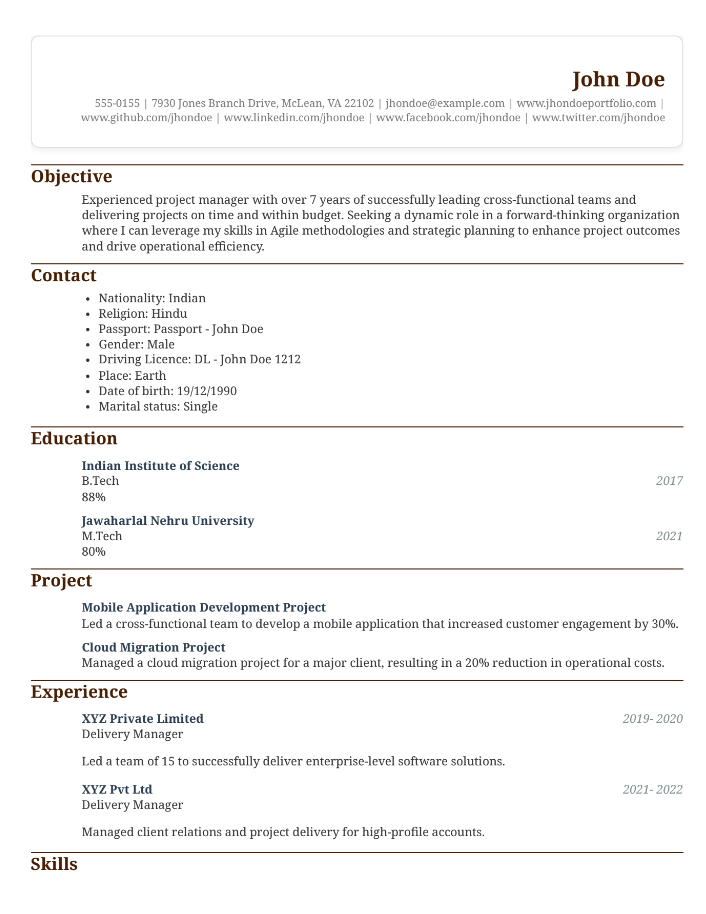 John Doe
555-0155 | 7930 Jones Branch Drive, McLean, VA 22102 | jhondoe@example.com | www.jhondoeportfolio.com |
www.github.com/jhondoe | www.linkedin.com/jhondoe | www.facebook.com/jhondoe | www.twitter.com/jhondoe
Objective
Experienced project manager with over 7 years of successfully leading cross-functional teams and
delivering projects on time and within budget. Seeking a dynamic role in a forward-thinking organization
where I can leverage my skills in Agile methodologies and strategic planning to enhance project outcomes
and drive operational efficiency.
Contact
• Nationality: Indian
• Religion: Hindu
• Passport: Passport - John Doe
• Gender: Male
• Driving Licence: DL - John Doe 1212
• Place: Earth
• Date of birth: 19/12/1990
• Marital status: Single
Education
Indian Institute of Science
B.Tech 2017
88%
Jawaharlal Nehru University
M.Tech 2021
80%
Project
Mobile Application Development Project
Led a cross-functional team to develop a mobile application that increased customer engagement by 30%.
Cloud Migration Project
Managed a cloud migration project for a major client, resulting in a 20% reduction in operational costs.
Experience
XYZ Private Limited 2019- 2020
Delivery Manager
Led a team of 15 to successfully deliver enterprise-level software solutions.
XYZ Pvt Ltd 2021- 2022
Delivery Manager
Managed client relations and project delivery for high-profile accounts.
Skills